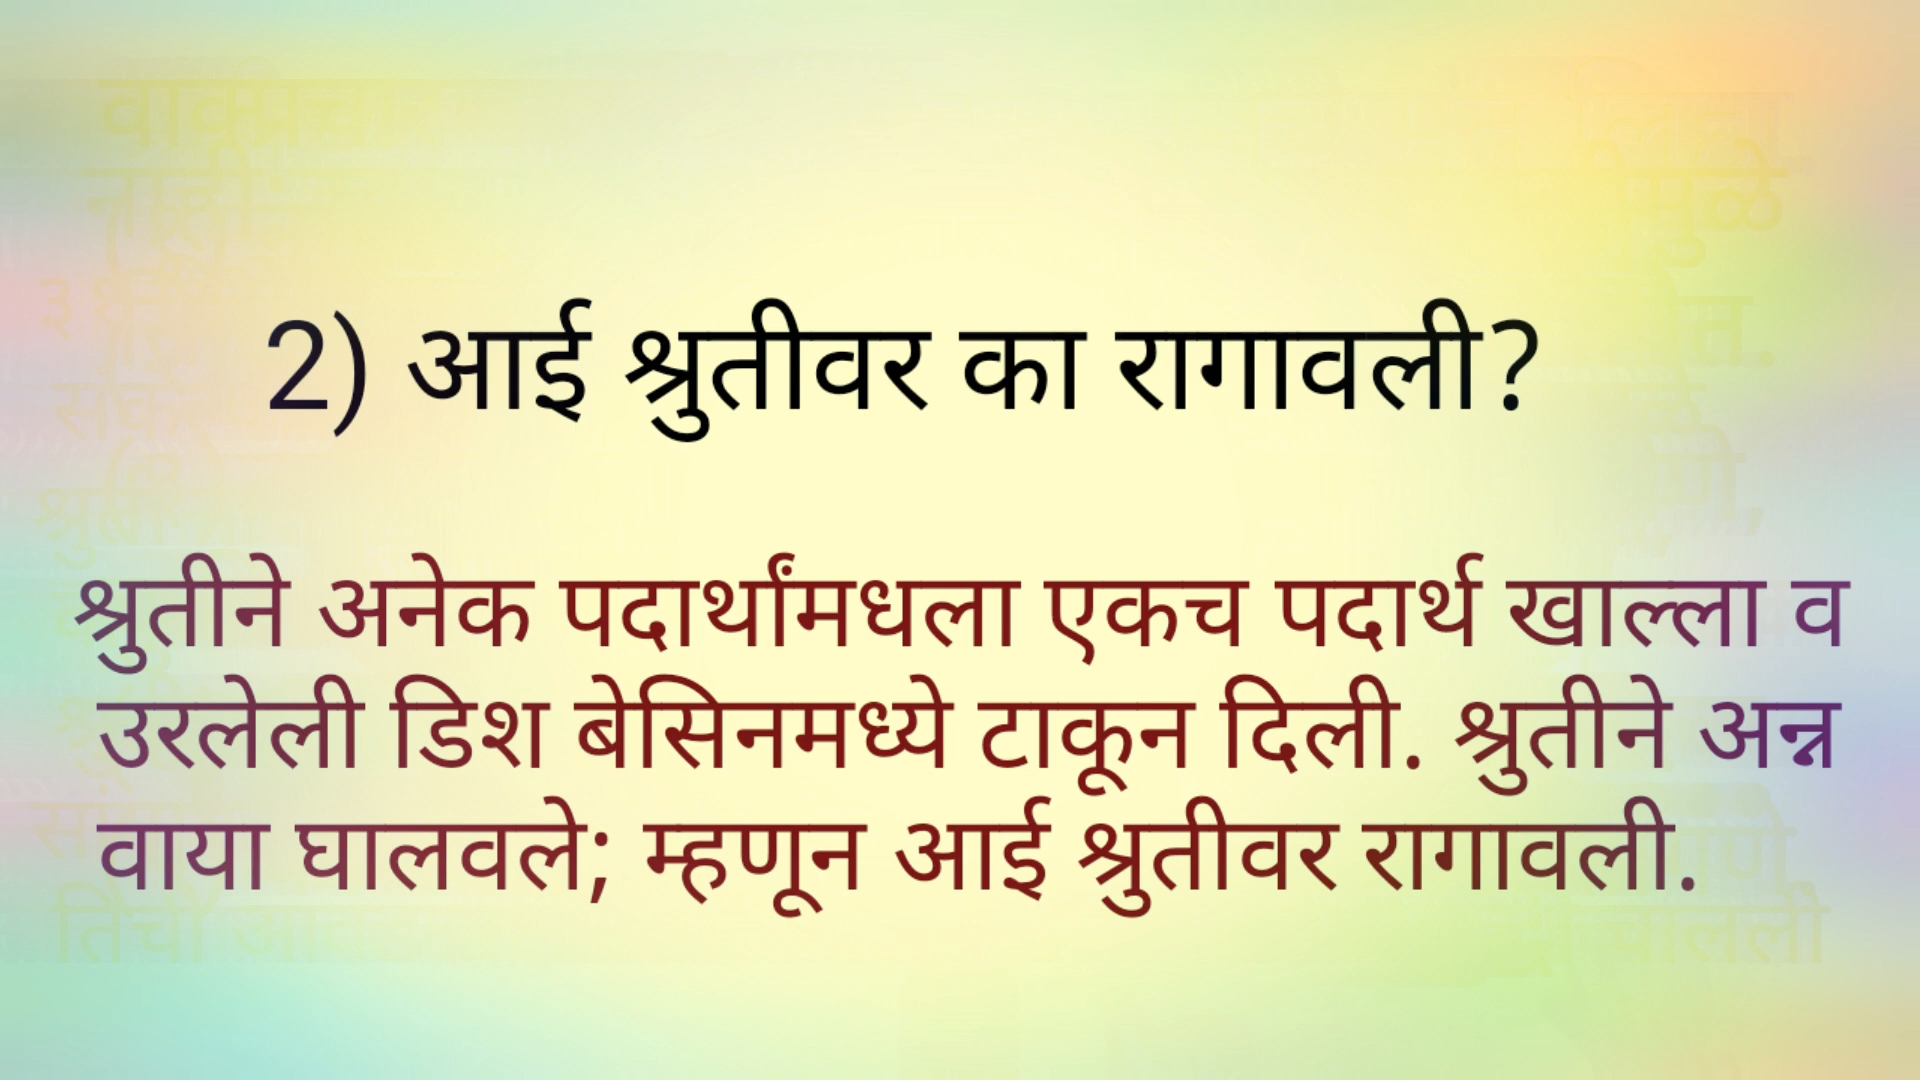 2) आई श्रुतीवर का रागावली?
श्रुतीने अनेक पदार्थांमधला एकच पदार्थ खाल्ला व
उरलेली डिश बेसिनमध्ये टाकून दिली. श्रुतीने अन्न
वाया घालवले; म्हणून आई श्रुतीवर रागावली.